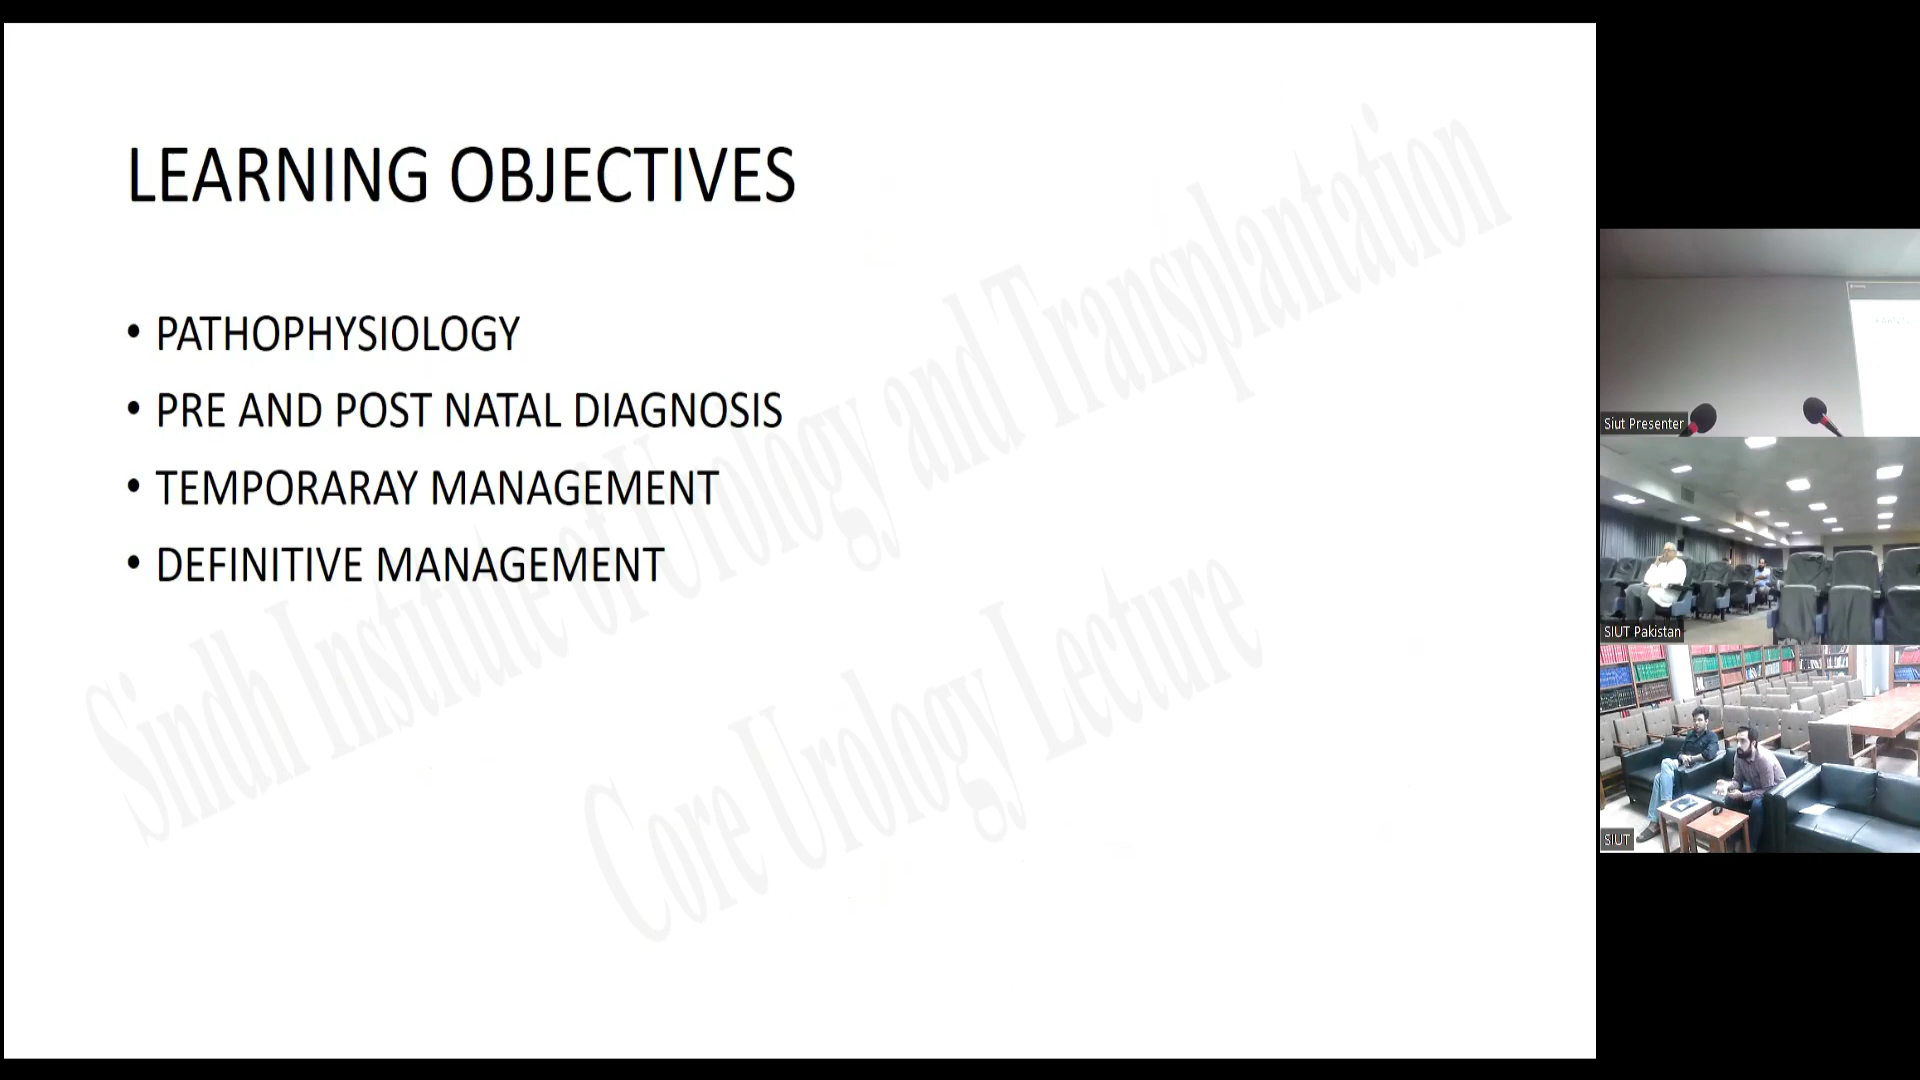 LEARNING OBJECTIVES
• PATHOPHYSIOLOGY
• PRE AND POST NATAL DIAGNOSIS
• TEMPORARAY MANAGEMENT
• DEFINITIVE MANAGEMENT
Sindh Institute of Urology and Transplantation
Core Urology Lecture
Siut Presenter
SIUT Pakistan
SIUT